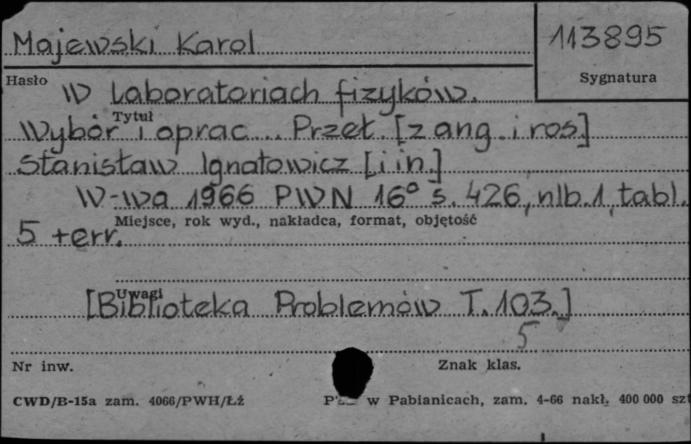 Majewski Karol
113895
Hasło
Sygnatura
W laboratoriach fizyków.
Tytuł
Wybór i oprac... Przeł. [z ang. i ros.]
Stanisław Ignatowicz [i in.]
W-wa 1966 PWN 16° s. 426, nlb. 1, tabl.
Miejsce, rok wyd., nakładca, format, objętość
5 + err.
Uwagi
[Biblioteka Problemów T. 103.]
5
Nr inw.
Znak klas.
CWD/B-15a zam. 4066/PWH/Łź
w Pabianicach, zam. 4-66 nakł. 400 000 szt